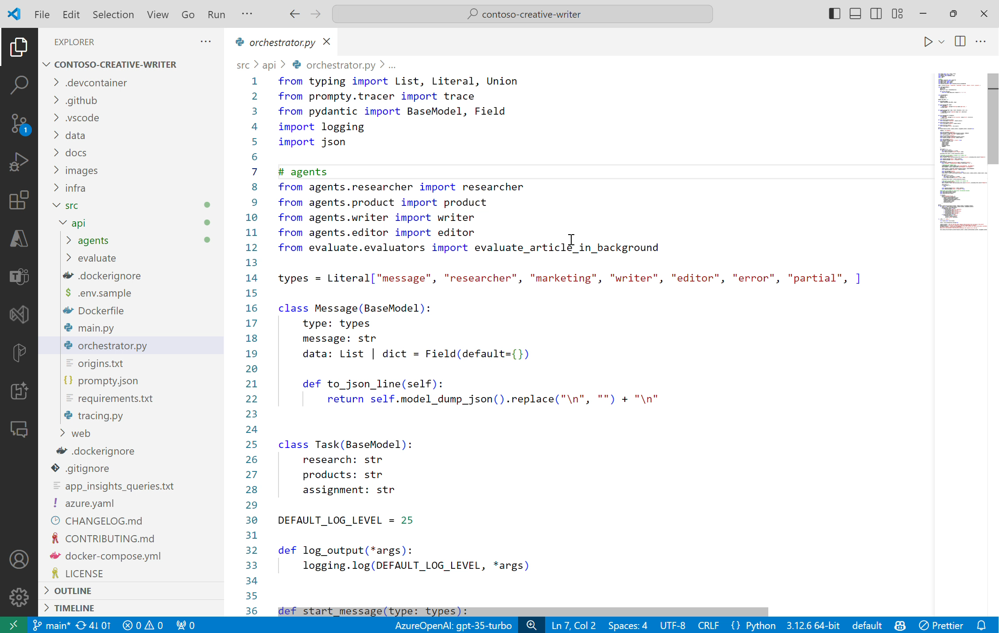 File Edit Selection View Go Run ··· contoso-creative-writer
EXPLORER ···
CONTOSO-CREATIVE-WRITER
.devcontainer
.github
.vscode
data
docs
images
infra
src
api
agents
evaluate
.dockerignore
.env.sample
Dockerfile
main.py
orchestrator.py
origins.txt
prompty.json
requirements.txt
tracing.py
web
.dockerignore
.gitignore
app_insights_queries.txt
azure.yaml
CHANGELOG.md
CONTRIBUTING.md
docker-compose.yml
LICENSE
OUTLINE
TIMELINE
1
orchestrator.py
src > api > orchestrator.py > ...
1 from typing import List, Literal, Union
2 from prompty.tracer import trace
3 from pydantic import BaseModel, Field
4 import logging
5 import json
6
7 # agents
8 from agents.researcher import researcher
9 from agents.product import product
10 from agents.writer import writer
11 from agents.editor import editor
12 from evaluate.evaluators import evaluate_article_in_background
13
14 types = Literal["message", "researcher", "marketing", "writer", "editor", "error", "partial", ]
15
16 class Message(BaseModel):
17     type: types
18     message: str
19     data: List | dict = Field(default={})
20
21     def to_json_line(self):
22         return self.model_dump_json().replace("\n", "") + "\n"
23
24
25 class Task(BaseModel):
26     research: str
27     products: str
28     assignment: str
29
30 DEFAULT_LOG_LEVEL = 25
31
32 def log_output(*args):
33     logging.log(DEFAULT_LOG_LEVEL, *args)
34
35
36 def start_message(type: types):
main* 4↓ 0↑ 0 0 0 AzureOpenAI: gpt-35-turbo Ln 7, Col 2 Spaces: 4 UTF-8 CRLF {} Python 3.12.6 64-bit default Prettier